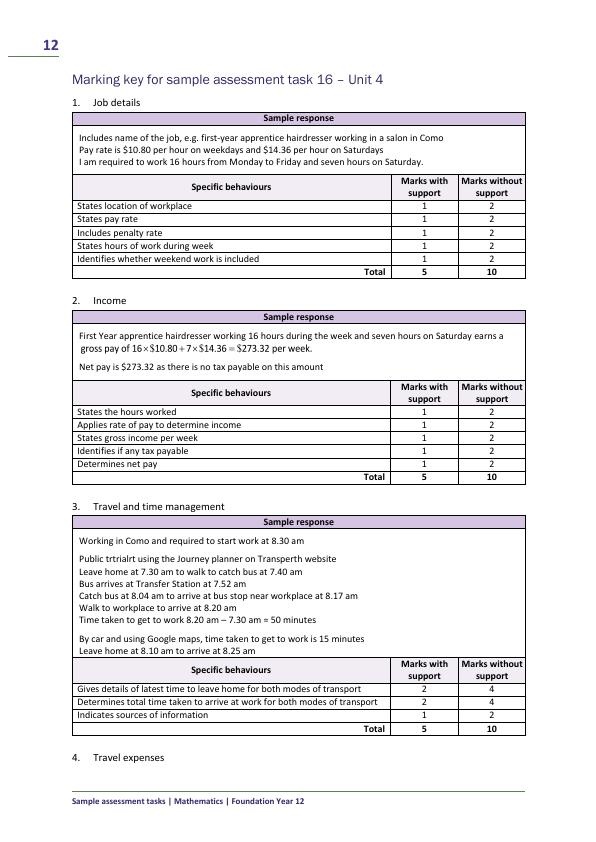 12
Marking key for sample assessment task 16 – Unit 4
1. Job details
Sample response
Includes name of the job, e.g. first-year apprentice hairdresser working in a salon in Como
Pay rate is $10.80 per hour on weekdays and $14.36 per hour on Saturdays
I am required to work 16 hours from Monday to Friday and seven hours on Saturday.
Specific behaviours Marks with support Marks without support
States location of workplace 1 2
States pay rate 1 2
Includes penalty rate 1 2
States hours of work during week 1 2
Identifies whether weekend work is included 1 2
Total 5 10
2. Income
Sample response
First Year apprentice hairdresser working 16 hours during the week and seven hours on Saturday earns a
gross pay of 16×$10.80+7×$14.36 = $273.32 per week.
Net pay is $273.32 as there is no tax payable on this amount
Specific behaviours Marks with support Marks without support
States the hours worked 1 2
Applies rate of pay to determine income 1 2
States gross income per week 1 2
Identifies if any tax payable 1 2
Determines net pay 1 2
Total 5 10
3. Travel and time management
Sample response
Working in Como and required to start work at 8.30 am
Public trtrialrt using the Journey planner on Transperth website
Leave home at 7.30 am to walk to catch bus at 7.40 am
Bus arrives at Transfer Station at 7.52 am
Catch bus at 8.04 am to arrive at bus stop near workplace at 8.17 am
Walk to workplace to arrive at 8.20 am
Time taken to get to work 8.20 am – 7.30 am = 50 minutes
By car and using Google maps, time taken to get to work is 15 minutes
Leave home at 8.10 am to arrive at 8.25 am
Specific behaviours Marks with support Marks without support
Gives details of latest time to leave home for both modes of transport 2 4
Determines total time taken to arrive at work for both modes of transport 2 4
Indicates sources of information 1 2
Total 5 10
4. Travel expenses
Sample assessment tasks | Mathematics | Foundation Year 12